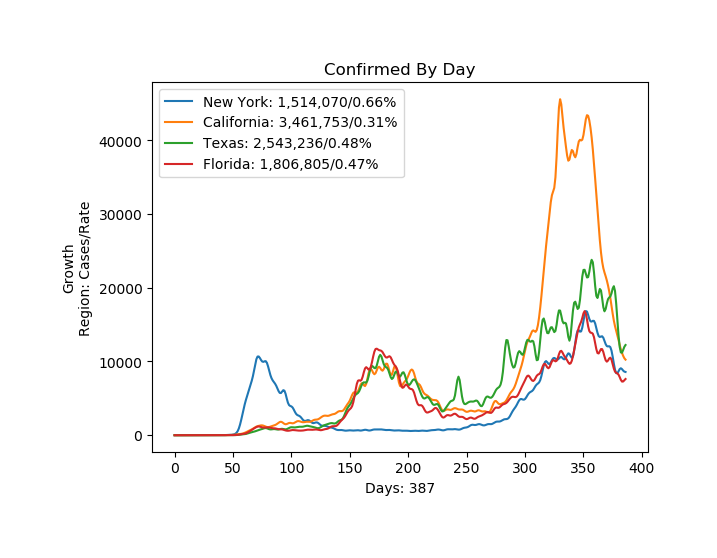 Confirmed By Day
New York: 1,514,070/0.66%
California: 3,461,753/0.31%
Texas: 2,543,236/0.48%
Florida: 1,806,805/0.47%
Growth
Region: Cases/Rate
40000
30000
20000
10000
0
0 50 100 150 200 250 300 350 400
Days: 387